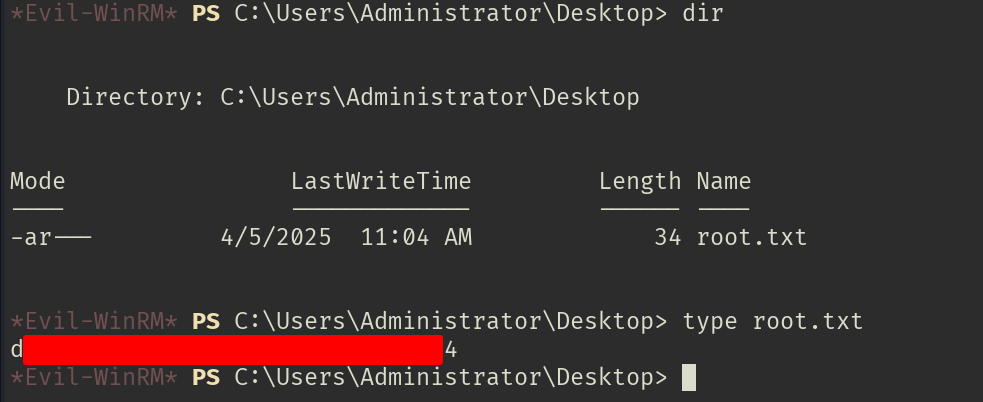 *Evil-WinRM* PS C:\Users\Administrator\Desktop> dir
Directory: C:\Users\Administrator\Desktop
Mode                LastWriteTime         Length Name
----                -------------         ------ ----
-ar---         4/5/2025  11:04 AM             34 root.txt
*Evil-WinRM* PS C:\Users\Administrator\Desktop> type root.txt
d 4
*Evil-WinRM* PS C:\Users\Administrator\Desktop>